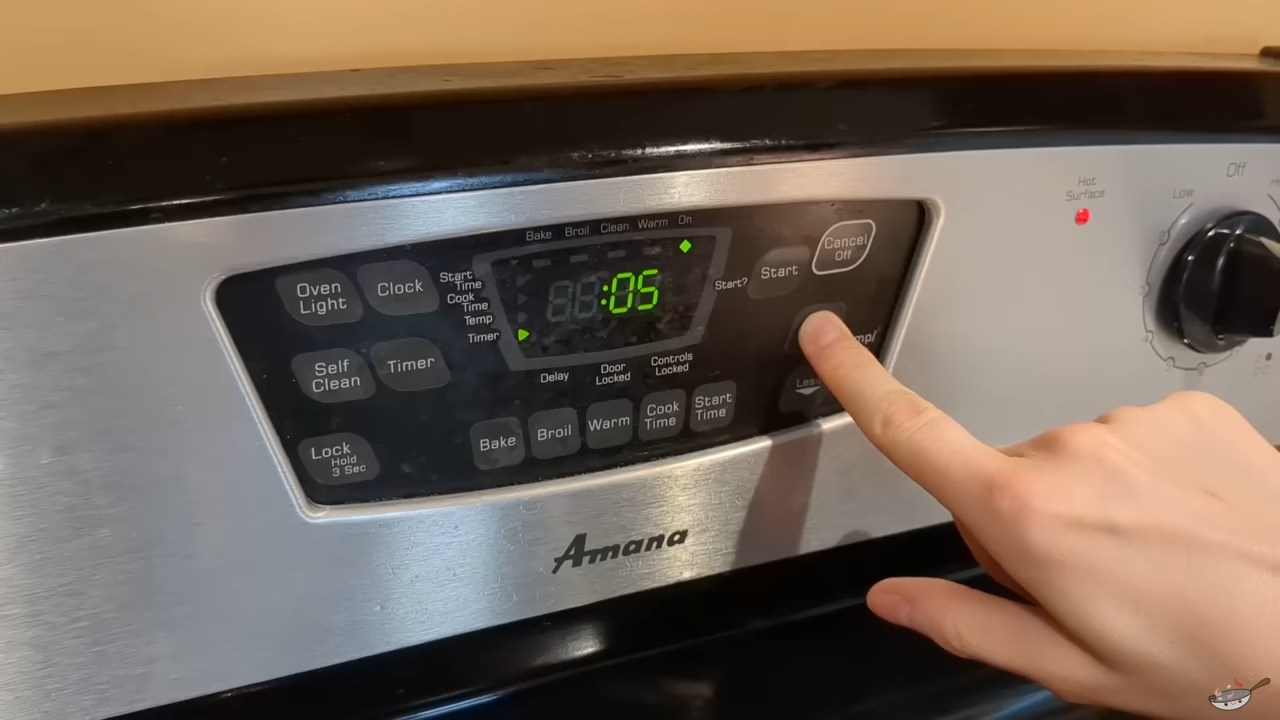 Bake Broil Clean Warm On
Oven
Light
Clock
Start
Time
Cook
Time
Temp
Timer
:05
Start?
Start
Cancel
Off
Self
Clean
Timer
Delay
Door
Locked
Controls
Locked
Less
Lock
Hold
3 Sec
Bake
Broil
Warm
Cook
Time
Start
Time
Amana
Hot
Surface
Low
Off